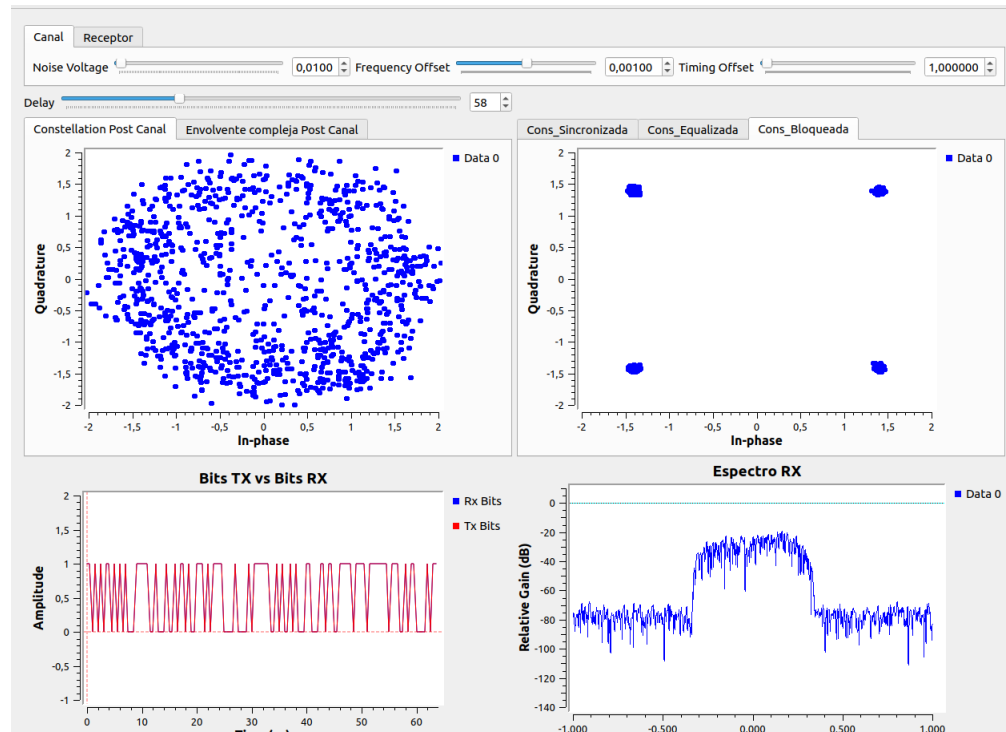 Canal Receptor
Noise Voltage 0,0100 Frequency Offset 0,00100 Timing Offset 1,000000
Delay 58
Constellation Post Canal Envolvente compleja Post Canal
Quadrature
2
1,5
1
0,5
0
-0,5
-1
-1,5
-2
-2 -1,5 -1 -0,5 0 0,5 1 1,5 2
In-phase
Data 0
Cons_Sincronizada Cons_Equalizada Cons_Bloqueada
Quadrature
2
1,5
1
0,5
0
-0,5
-1
-1,5
-2
-2 -1,5 -1 -0,5 0 0,5 1 1,5 2
In-phase
Data 0
Bits TX vs Bits RX
Amplitude
2
1,5
1
0,5
0
-0,5
-1
0 10 20 30 40 50 60
Rx Bits
Tx Bits
Espectro RX
Relative Gain (dB)
0
-20
-40
-60
-80
-100
-120
-140
-1.000 -0.500 0.000 0.500 1.000
Data 0